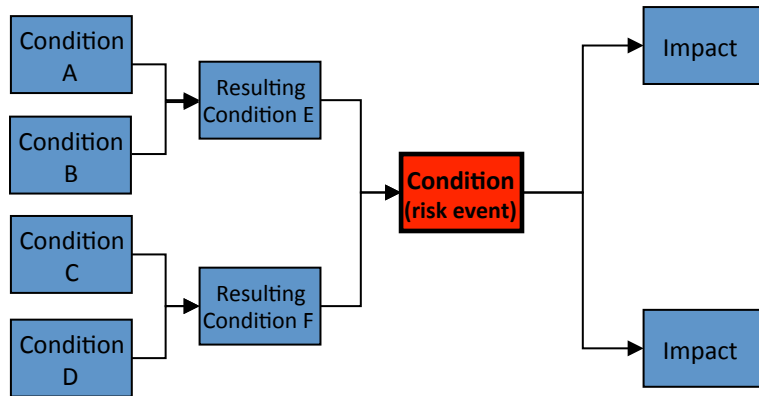 Condition
A
Condition
B
Condition
C
Condition
D
Resulting
Condition E
Resulting
Condition F
Condition
(risk event)
Impact
Impact